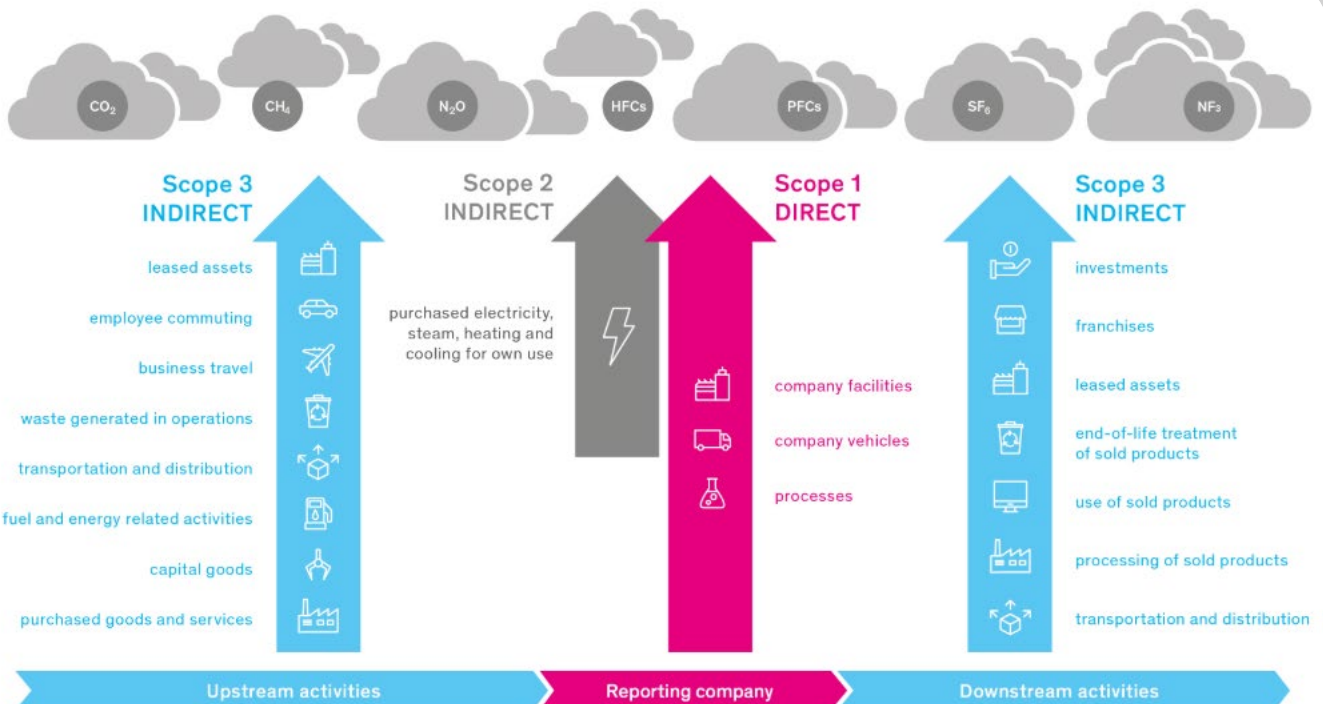 CO₂
CH₄
N₂O
HFCs
PFCs
SF₆
NF₃
Scope 3
INDIRECT
leased assets
employee commuting
business travel
waste generated in operations
transportation and distribution
fuel and energy related activities
capital goods
purchased goods and services
Scope 2
INDIRECT
purchased electricity,
steam, heating and
cooling for own use
Scope 1
DIRECT
company facilities
company vehicles
processes
Scope 3
INDIRECT
investments
franchises
leased assets
end-of-life treatment
of sold products
use of sold products
processing of sold products
transportation and distribution
Upstream activities
Reporting company
Downstream activities